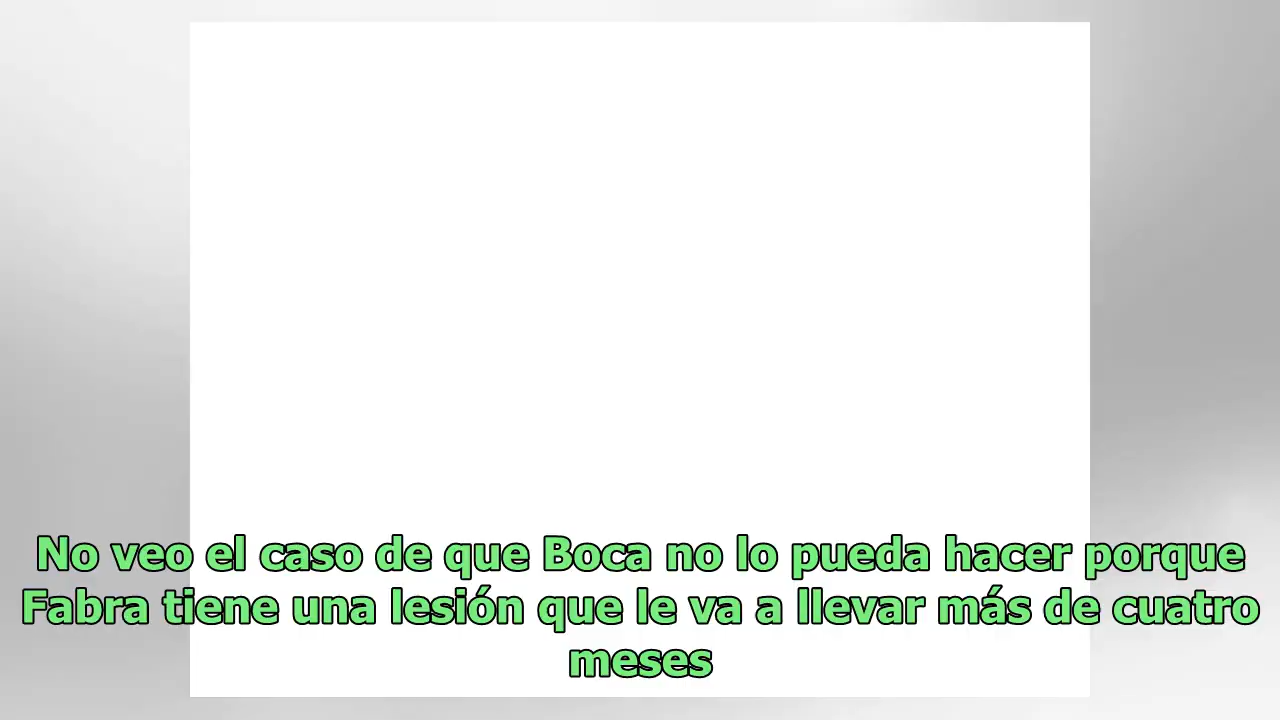 No veo el caso de que Boca no lo pueda hacer porque
Fabra tiene una lesión que le va a llevar más de cuatro
meses